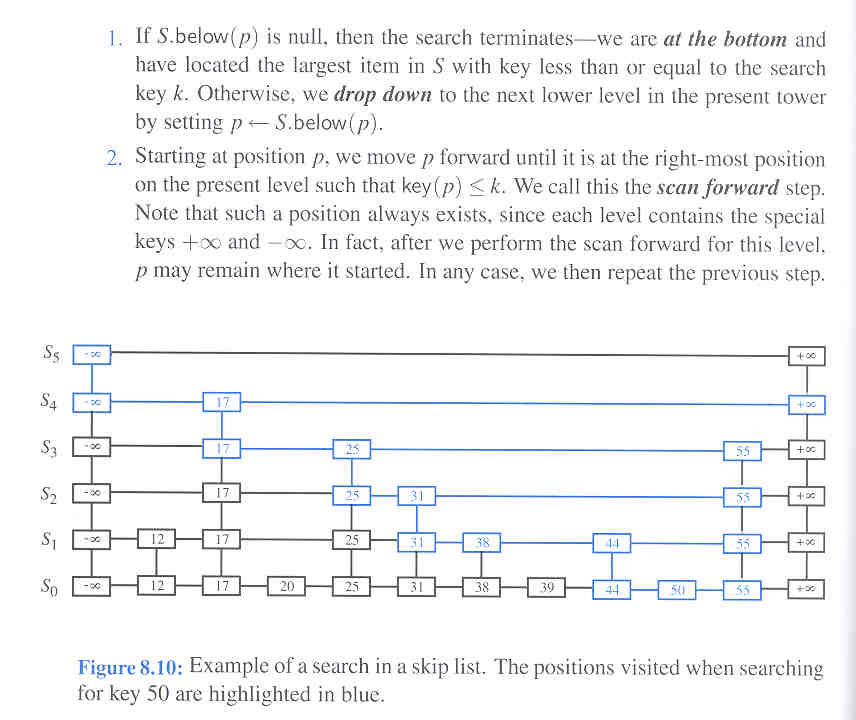 1. If S.below(p) is null, then the search terminates—we are at the bottom and
have located the largest item in S with key less than or equal to the search
key k. Otherwise, we drop down to the next lower level in the present tower
by setting p ← S.below(p).
2. Starting at position p, we move p forward until it is at the right-most position
on the present level such that key(p) ≤ k. We call this the scan forward step.
Note that such a position always exists, since each level contains the special
keys +∞ and −∞. In fact, after we perform the scan forward for this level,
p may remain where it started. In any case, we then repeat the previous step.
S5 -∞ +∞
S4 -∞ 17 +∞
S3 -∞ 17 25 55 +∞
S2 -∞ 17 25 31 55 +∞
S1 -∞ 12 17 25 31 38 44 55 +∞
S0 -∞ 12 17 20 25 31 38 39 44 50 55 +∞
Figure 8.10: Example of a search in a skip list. The positions visited when searching
for key 50 are highlighted in blue.